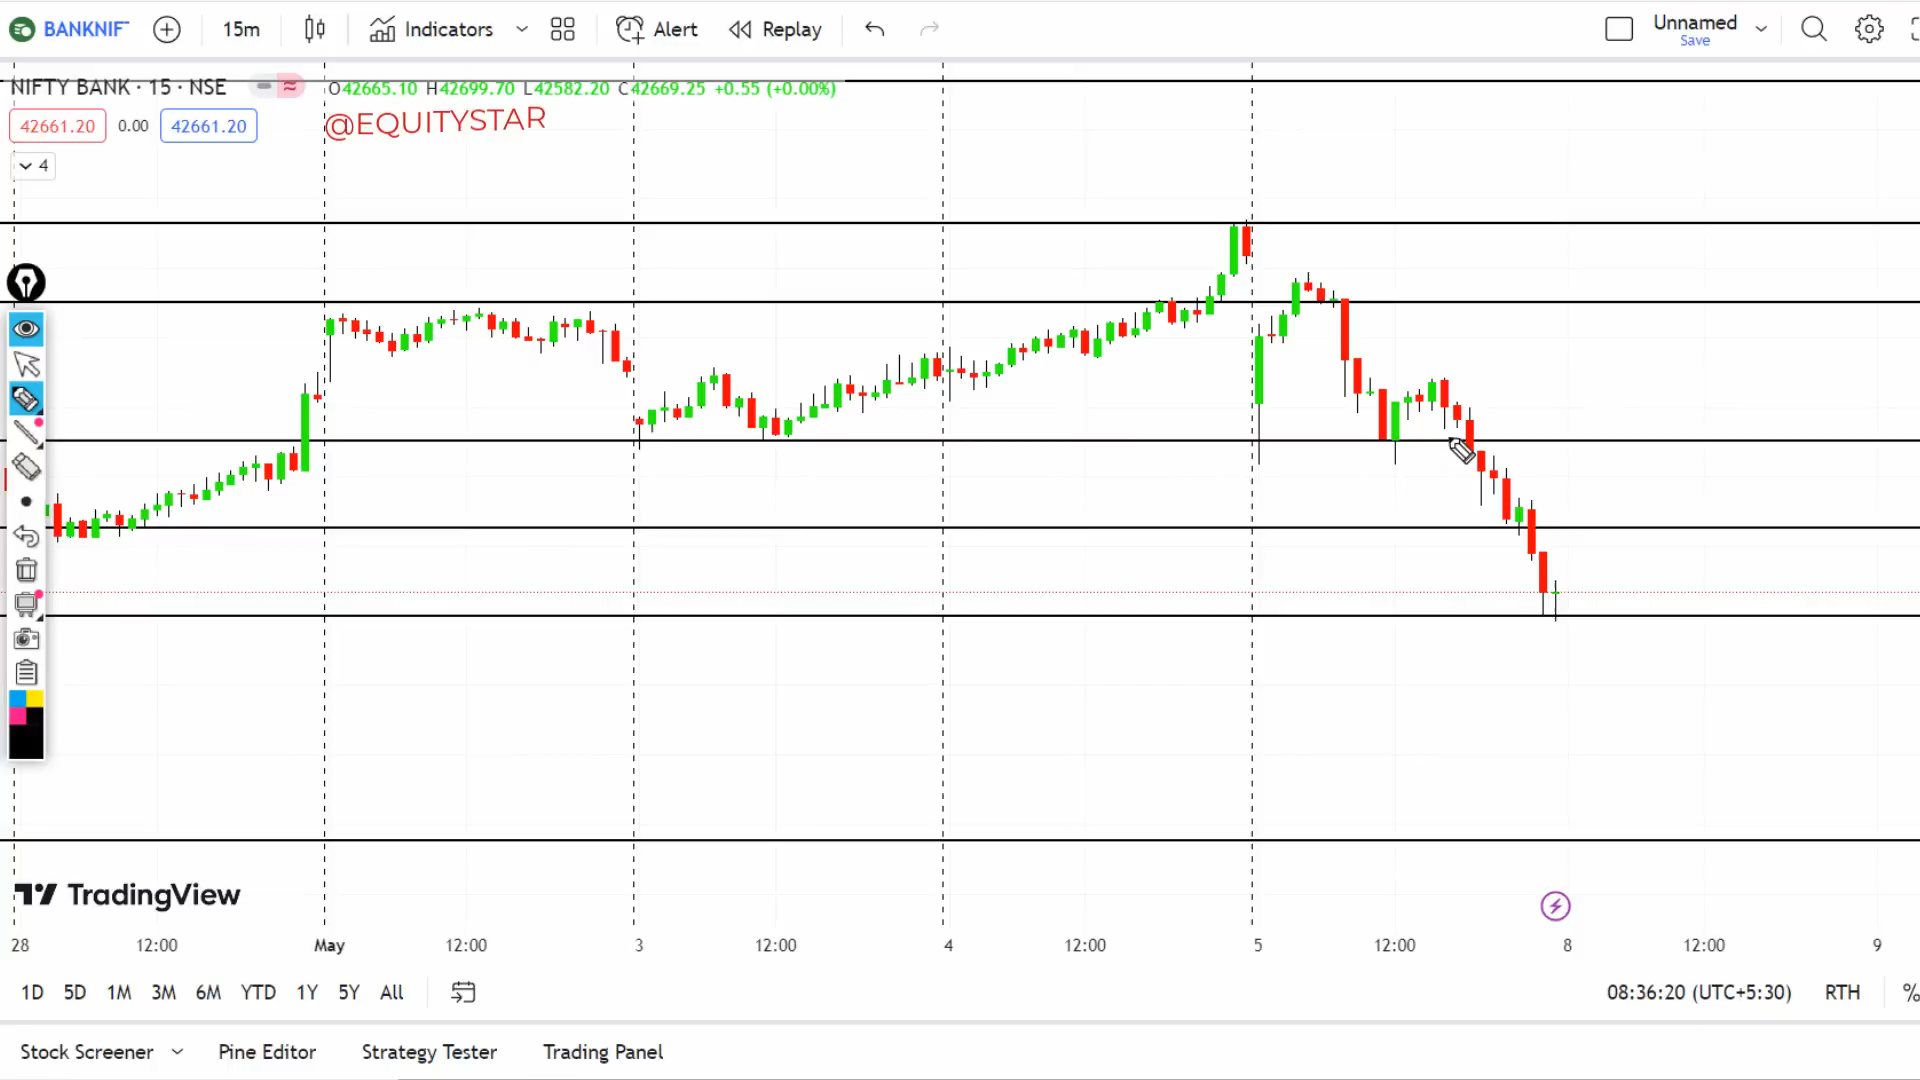 BANKNIF
15m
Indicators
Alert
Replay
Unnamed
Save
NIFTY BANK · 15 · NSE
O42665.10 H42699.70 L42582.20 C42669.25 +0.55 (+0.00%)
42661.20 0.00 42661.20
@EQUITYSTAR
4
TradingView
28 12:00 May 12:00 3 12:00 4 12:00 5 12:00 8 12:00 9
1D 5D 1M 3M 6M YTD 1Y 5Y All
08:36:20 (UTC+5:30) RTH %
Stock Screener Pine Editor Strategy Tester Trading Panel